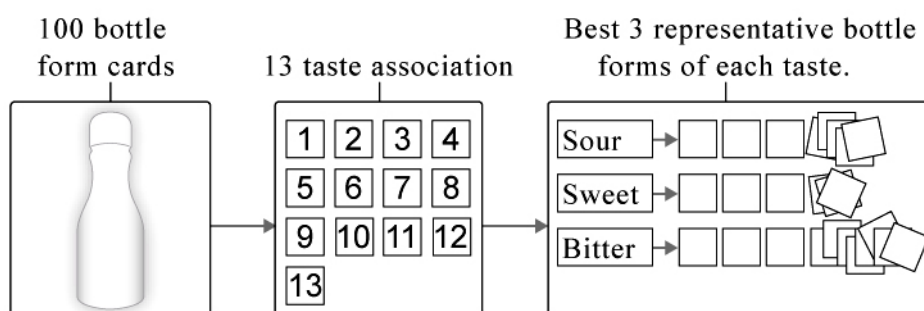 100 bottle
form cards
13 taste association
Best 3 representative bottle
forms of each taste.
1 2 3 4
5 6 7 8
9 10 11 12
13
Sour
Sweet
Bitter